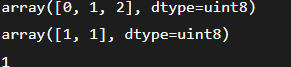 array([0, 1, 2], dtype=uint8)
array([1, 1], dtype=uint8)
1